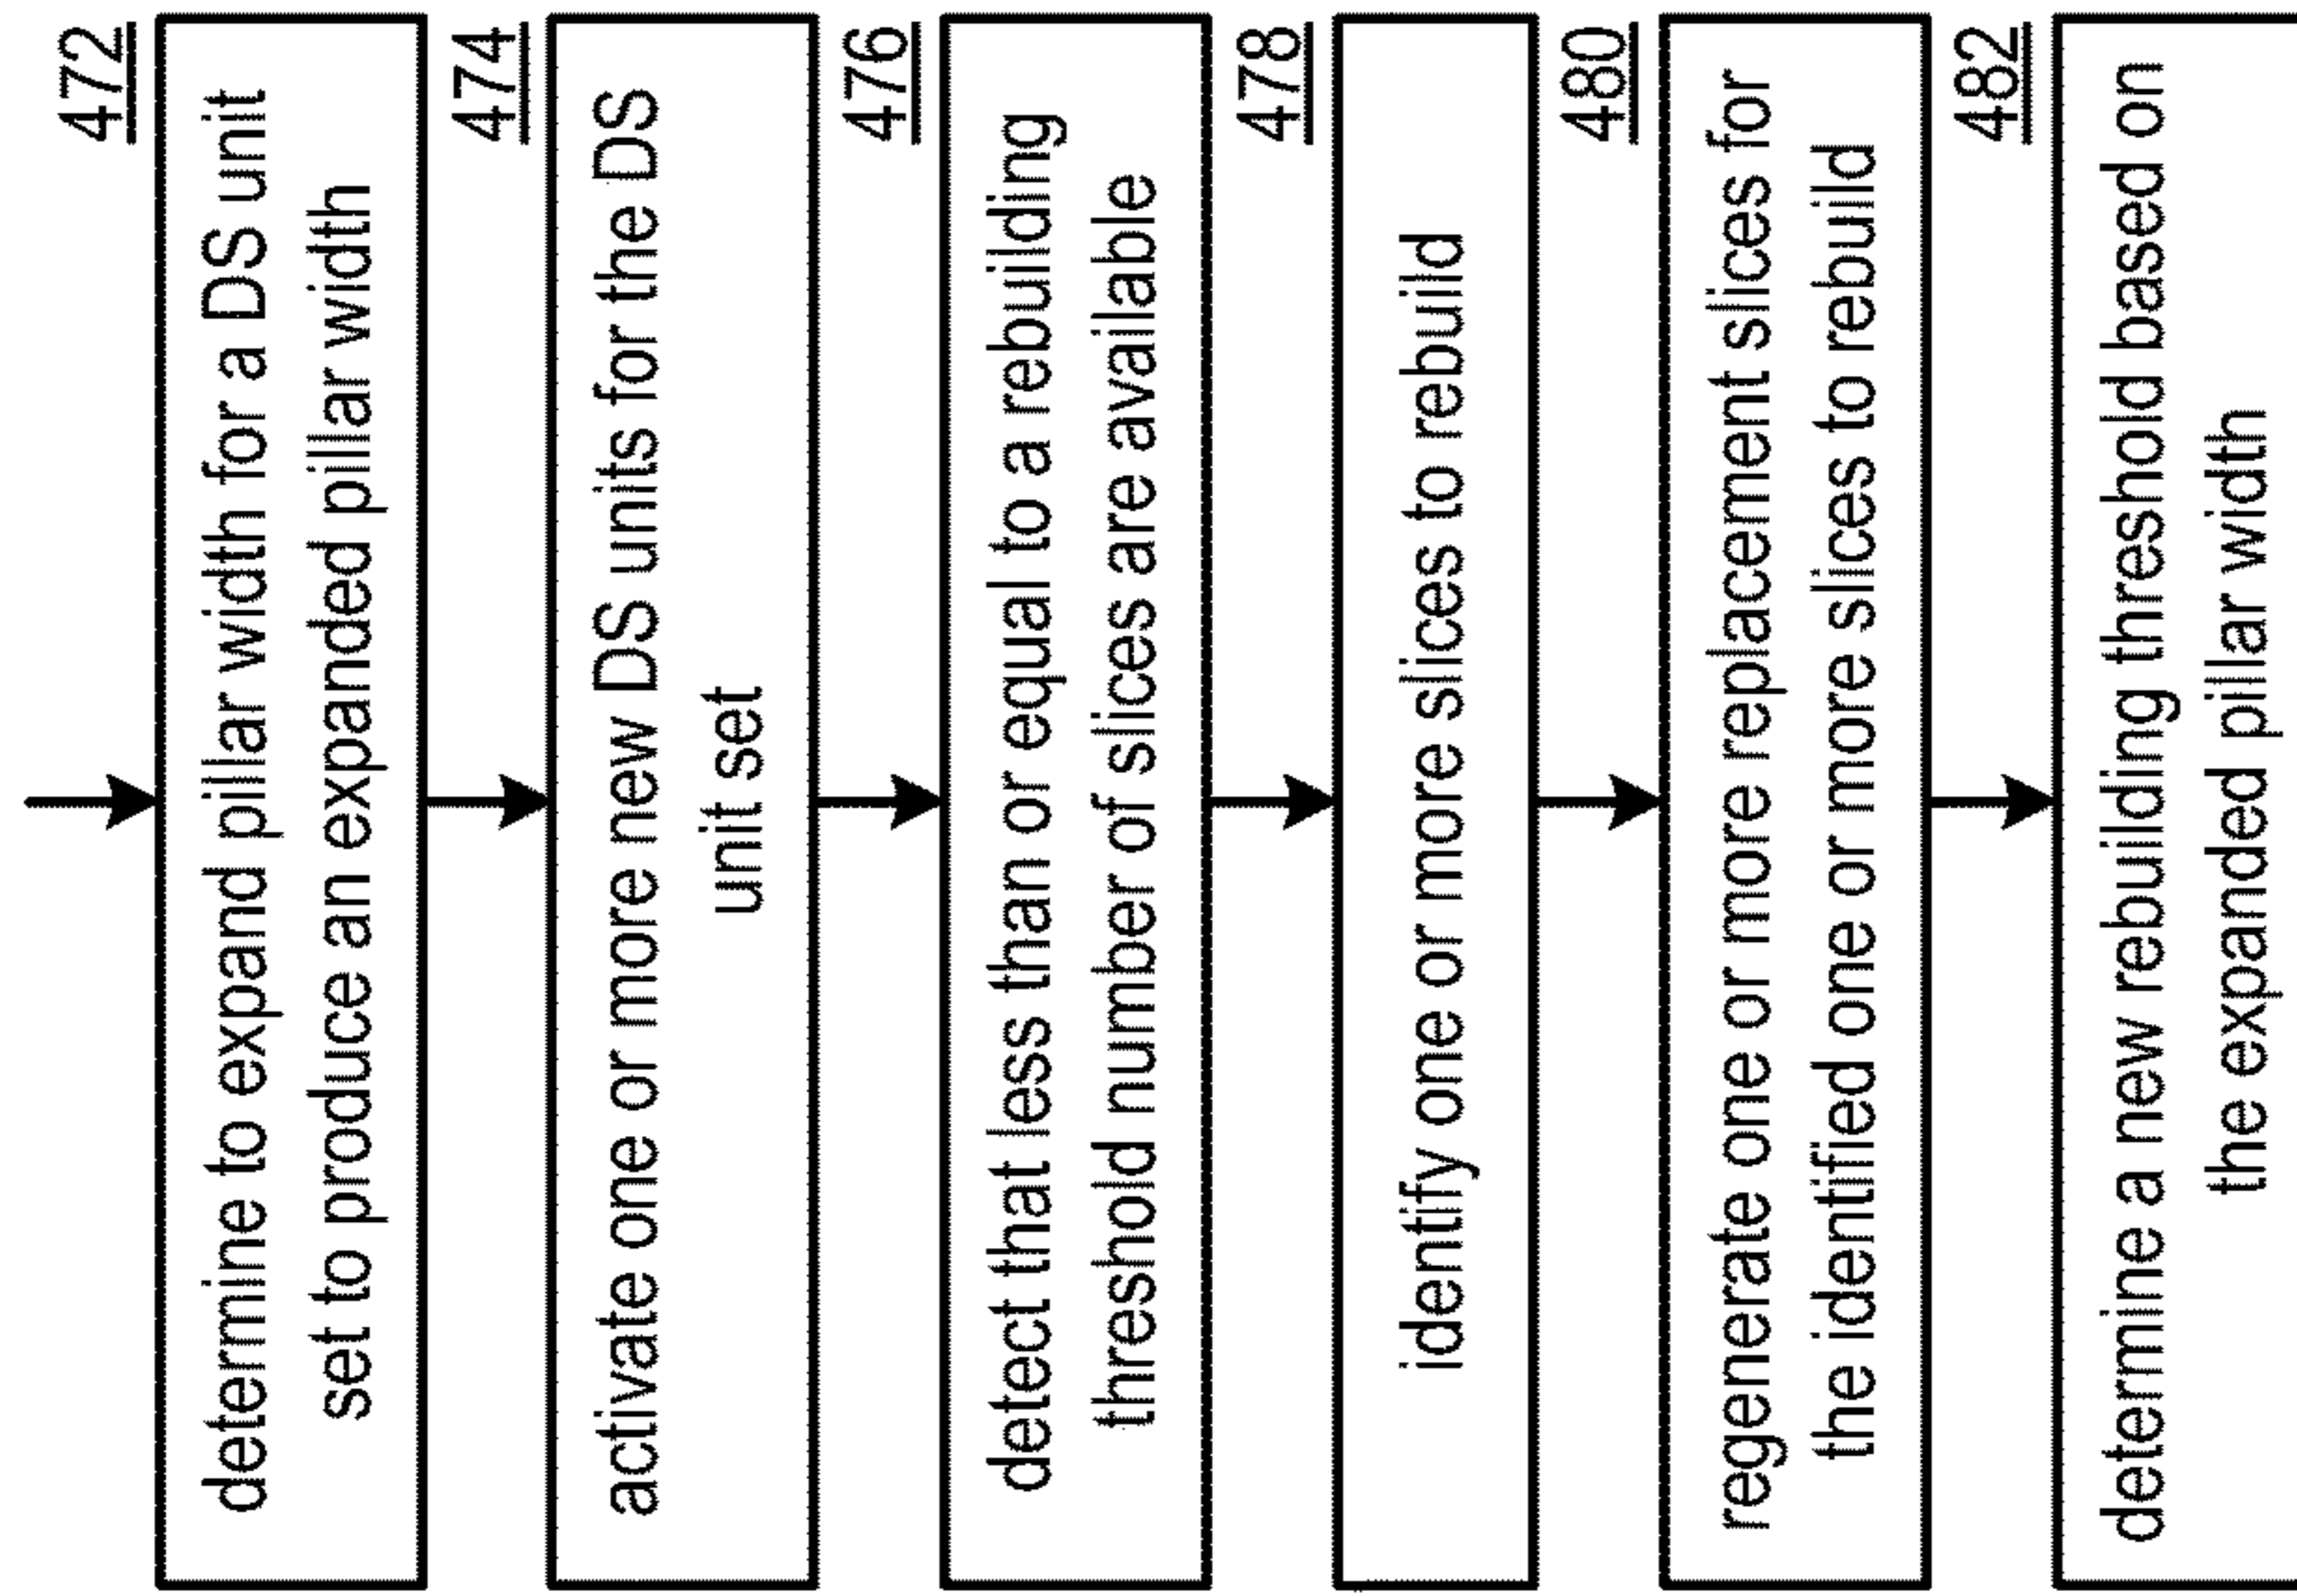 472
determine to expand pillar width for a DS unit
set to produce an expanded pillar width
474
activate one or more new DS units for the DS
unit set
476
detect that less than or equal to a rebuilding
threshold number of slices are available
478
identify one or more slices to rebuild
480
regenerate one or more replacement slices for
the identified one or more slices to rebuild
482
determine a new rebuilding threshold based on
the expanded pillar width